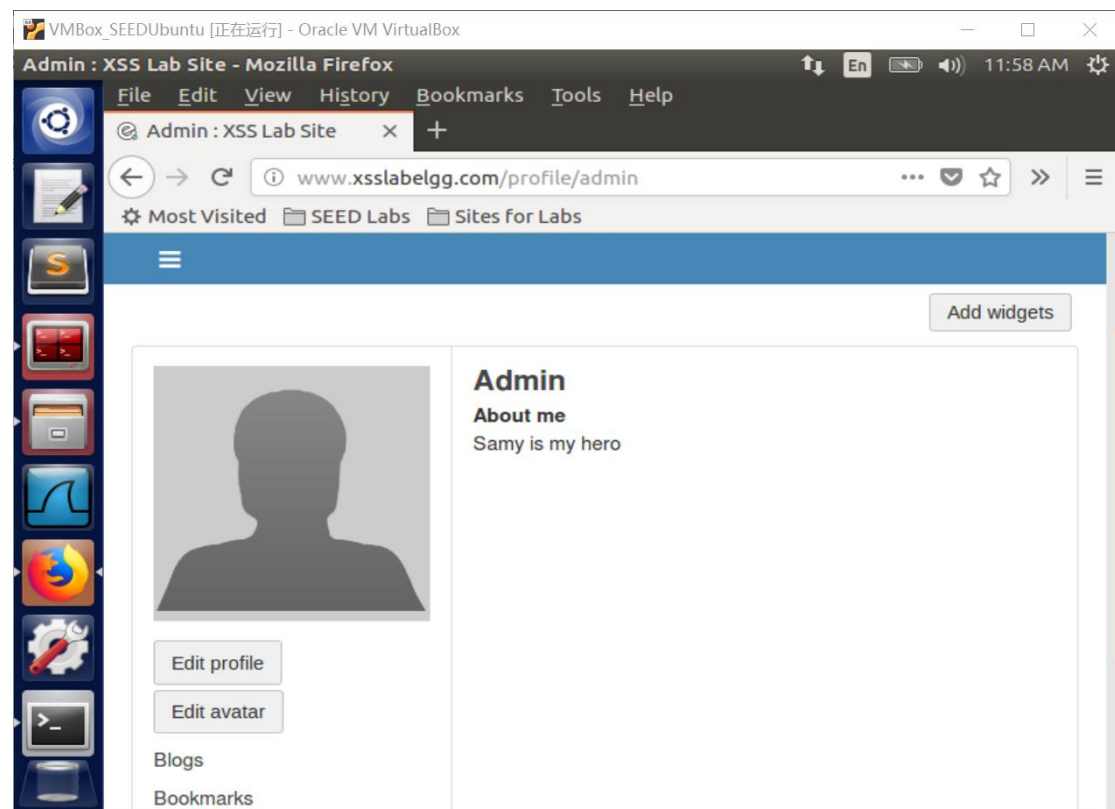 VMBox_SEEDUbuntu [正在运行] - Oracle VM VirtualBox
Admin : XSS Lab Site - Mozilla Firefox En 11:58 AM
File Edit View History Bookmarks Tools Help
Admin : XSS Lab Site
www.xsslabelgg.com/profile/admin
Most Visited SEED Labs Sites for Labs
Add widgets
Admin
About me
Samy is my hero
Edit profile
Edit avatar
Blogs
Bookmarks